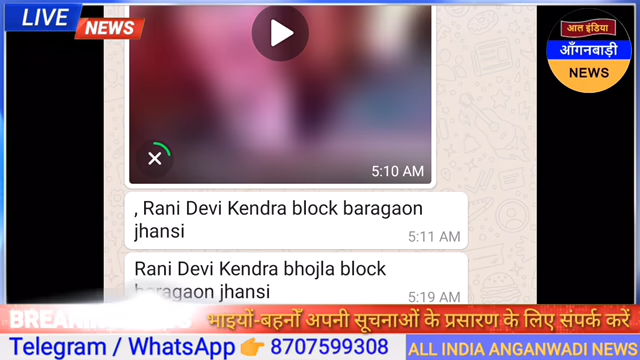 LIVE
NEWS
आल इंडिया
आँगनबाड़ी
NEWS
5:10 AM
, Rani Devi Kendra block baragaon
jhansi
5:11 AM
Rani Devi Kendra bhojla block
baragaon jhansi
5:19 AM
भाइयों-बहनोँ अपनी सूचनाओं के प्रसारण के लिए संपर्क करें
Telegram / WhatsApp 👉 8707599308
ALL INDIA ANGANWADI NEWS